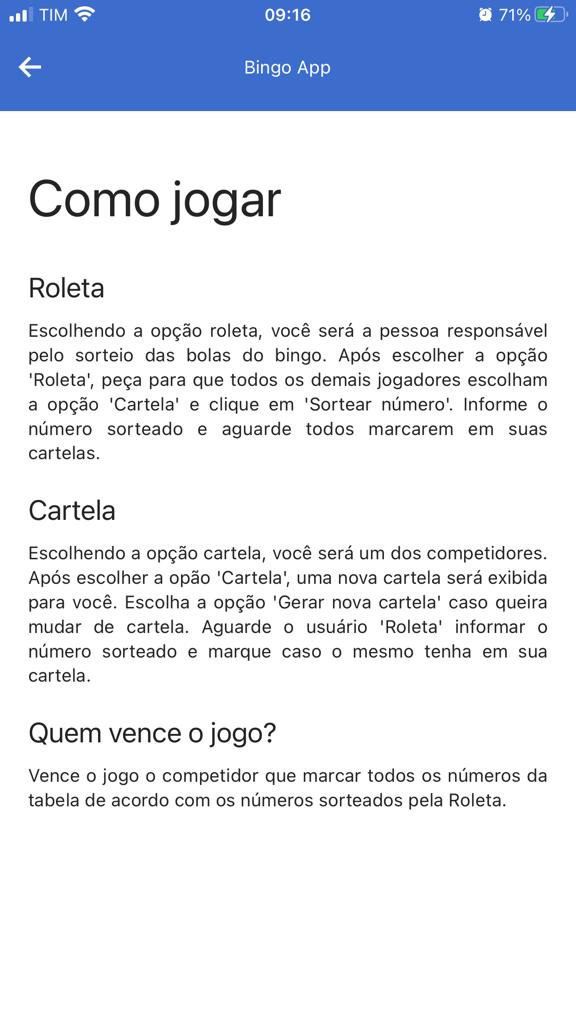 TIM
09:16
71%
Bingo App
Como jogar
Roleta
Escolhendo a opção roleta, você será a pessoa responsável
pelo sorteio das bolas do bingo. Após escolher a opção
'Roleta', peça para que todos os demais jogadores escolham
a opção 'Cartela' e clique em 'Sortear número'. Informe o
número sorteado e aguarde todos marcarem em suas
cartelas.
Cartela
Escolhendo a opção cartela, você será um dos competidores.
Após escolher a opão 'Cartela', uma nova cartela será exibida
para você. Escolha a opção 'Gerar nova cartela' caso queira
mudar de cartela. Aguarde o usuário 'Roleta' informar o
número sorteado e marque caso o mesmo tenha em sua
cartela.
Quem vence o jogo?
Vence o jogo o competidor que marcar todos os números da
tabela de acordo com os números sorteados pela Roleta.